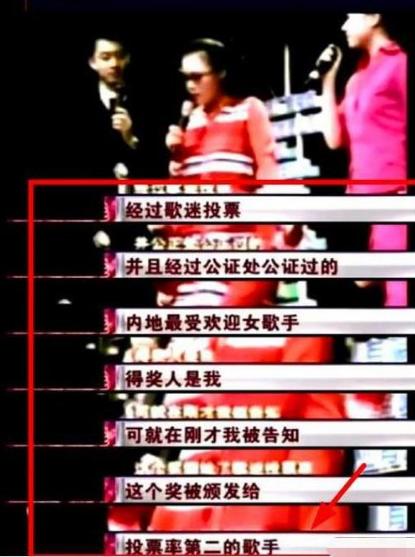 经过歌迷投票
并且经过公证处公证过的
内地最受欢迎女歌手
得奖人是我
可就在刚才我被告知
这个奖被颁发给
投票率第二的歌手